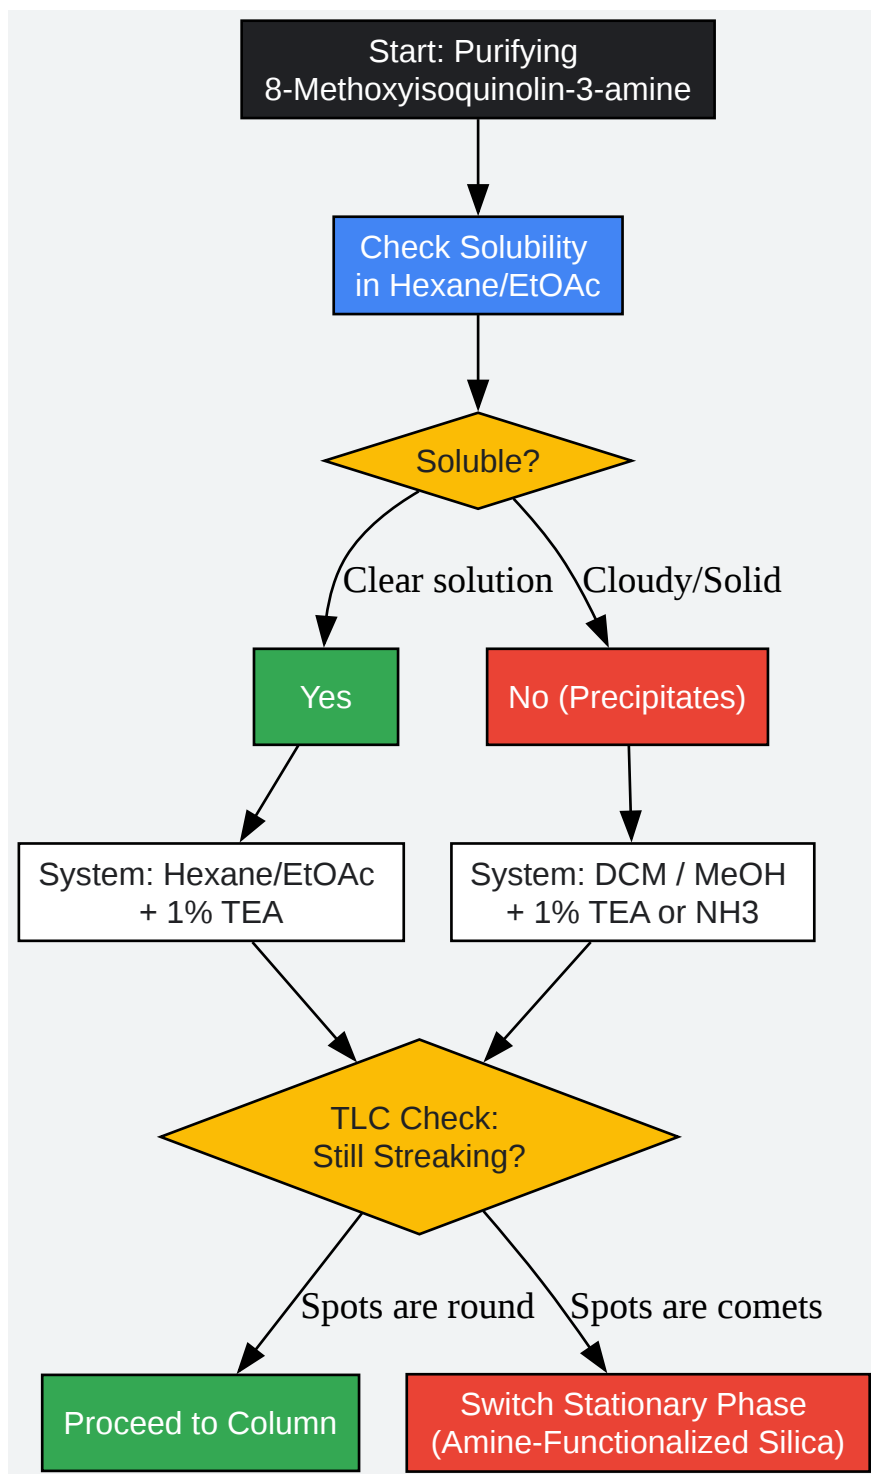 Start: Purifying
8-Methoxyisoquinolin-3-amine
Check Solubility
in Hexane/EtOAc
Soluble?
Clear solution
Cloudy/Solid
Yes
No (Precipitates)
System: Hexane/EtOAc
+ 1% TEA
System: DCM / MeOH
+ 1% TEA or NH3
TLC Check:
Still Streaking?
Spots are round
Spots are comets
Proceed to Column
Switch Stationary Phase
(Amine-Functionalized Silica)